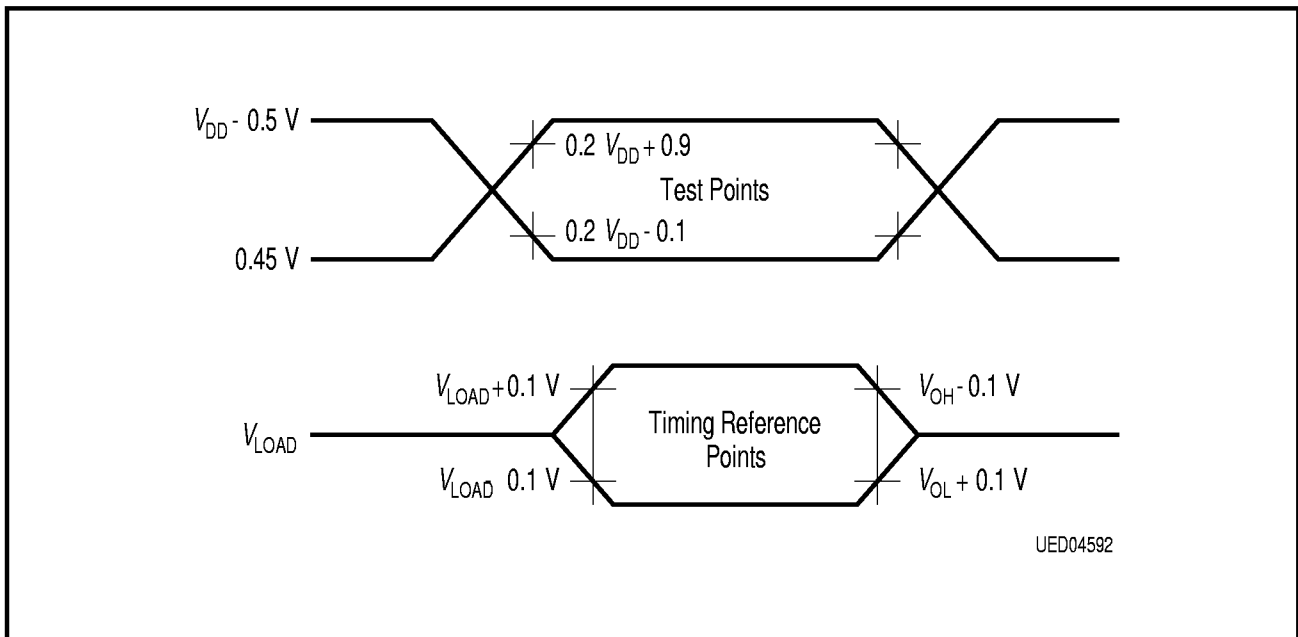 V_DD - 0.5 V
0.2 V_DD + 0.9
Test Points
0.2 V_DD - 0.1
0.45 V
V_LOAD + 0.1 V
V_OH - 0.1 V
Timing Reference
Points
V_LOAD
V_LOAD - 0.1 V
V_OL + 0.1 V
UED04592